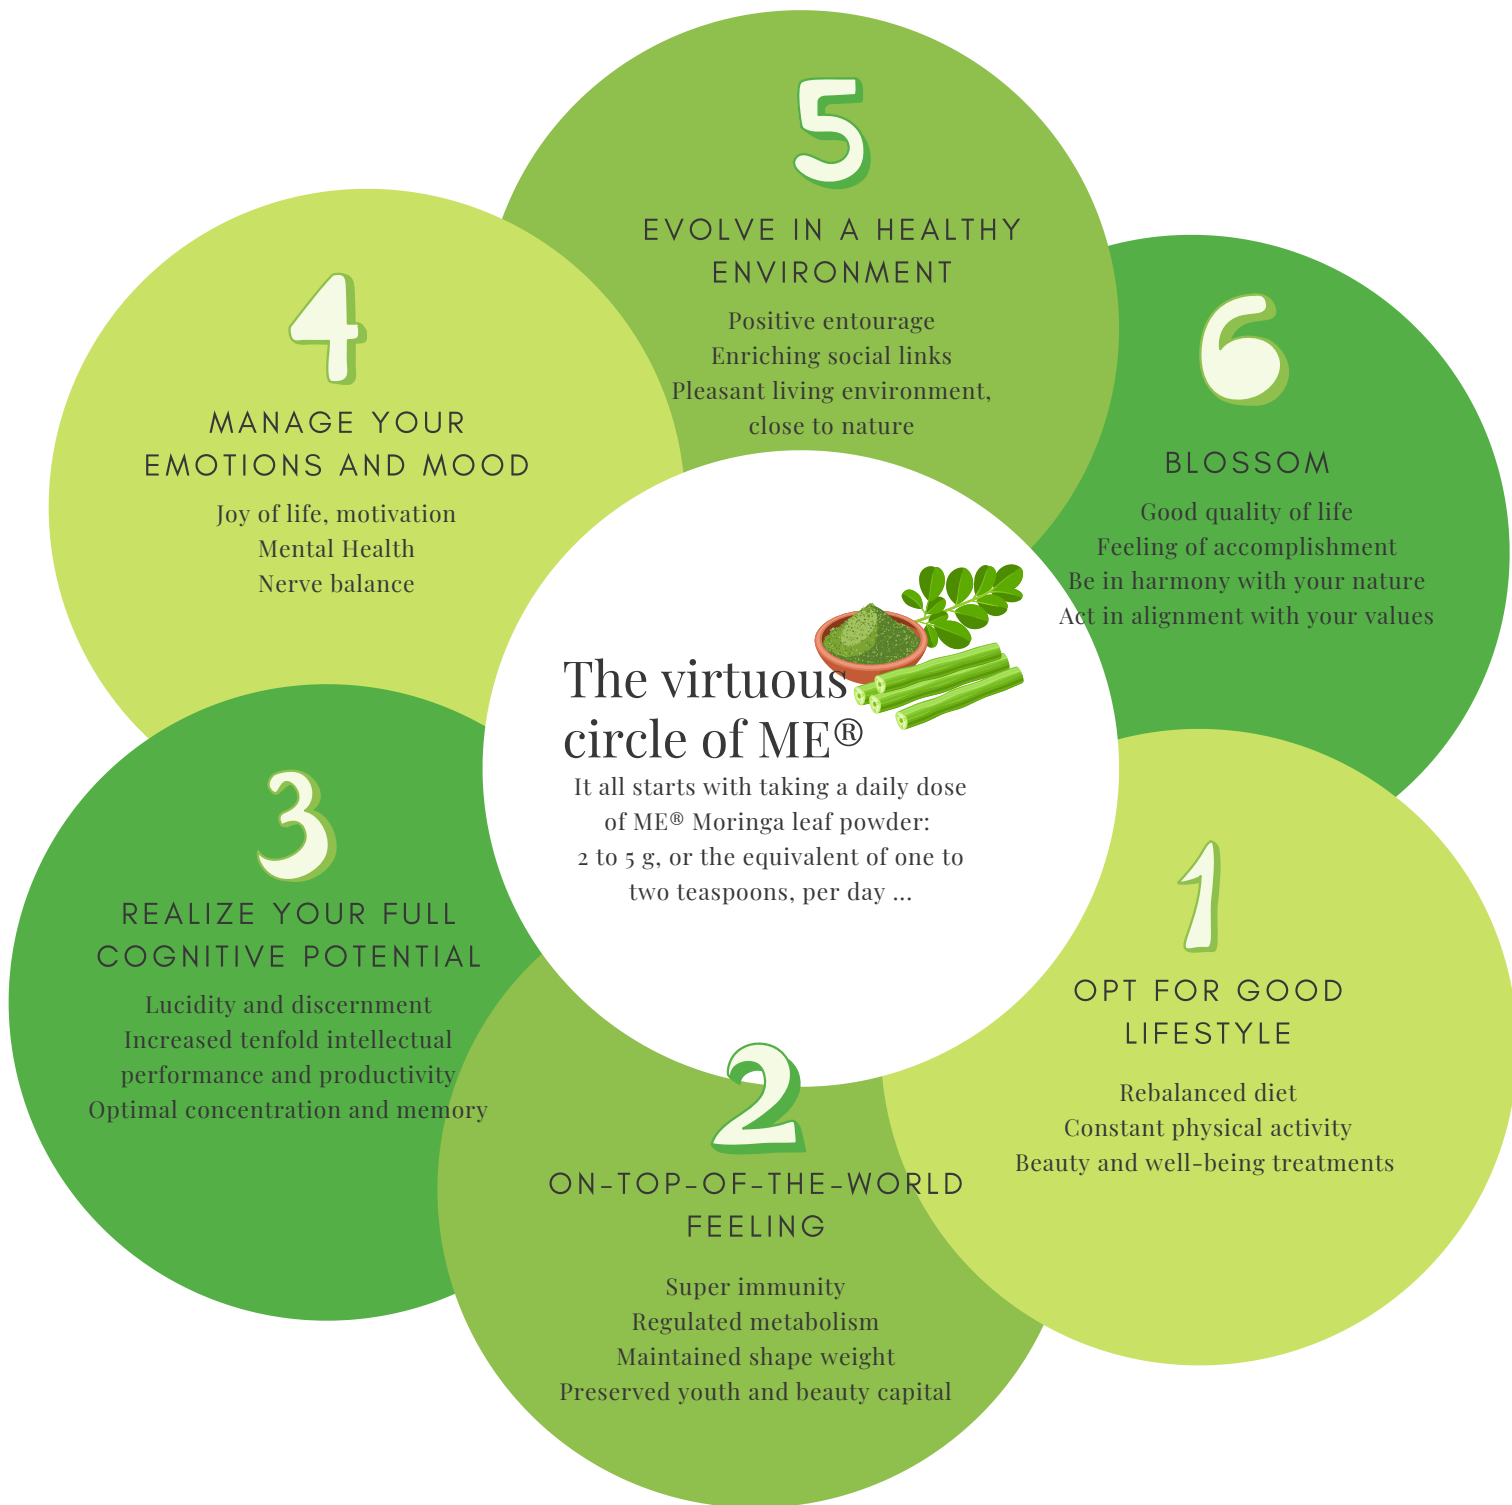 The virtuous
circle of ME®
It all starts with taking a daily dose
of ME® Moringa leaf powder:
2 to 5 g, or the equivalent of one to
two teaspoons, per day ...
1
OPT FOR GOOD
LIFESTYLE
Rebalanced diet
Constant physical activity
Beauty and well-being treatments
2
ON-TOP-OF-THE-WORLD
FEELING
Super immunity
Regulated metabolism
Maintained shape weight
Preserved youth and beauty capital
3
REALIZE YOUR FULL
COGNITIVE POTENTIAL
Lucidity and discernment
Increased tenfold intellectual
performance and productivity
Optimal concentration and memory
4
MANAGE YOUR
EMOTIONS AND MOOD
Joy of life, motivation
Mental Health
Nerve balance
5
EVOLVE IN A HEALTHY
ENVIRONMENT
Positive entourage
Enriching social links
Pleasant living environment,
close to nature
6
BLOSSOM
Good quality of life
Feeling of accomplishment
Be in harmony with your nature
Act in alignment with your values